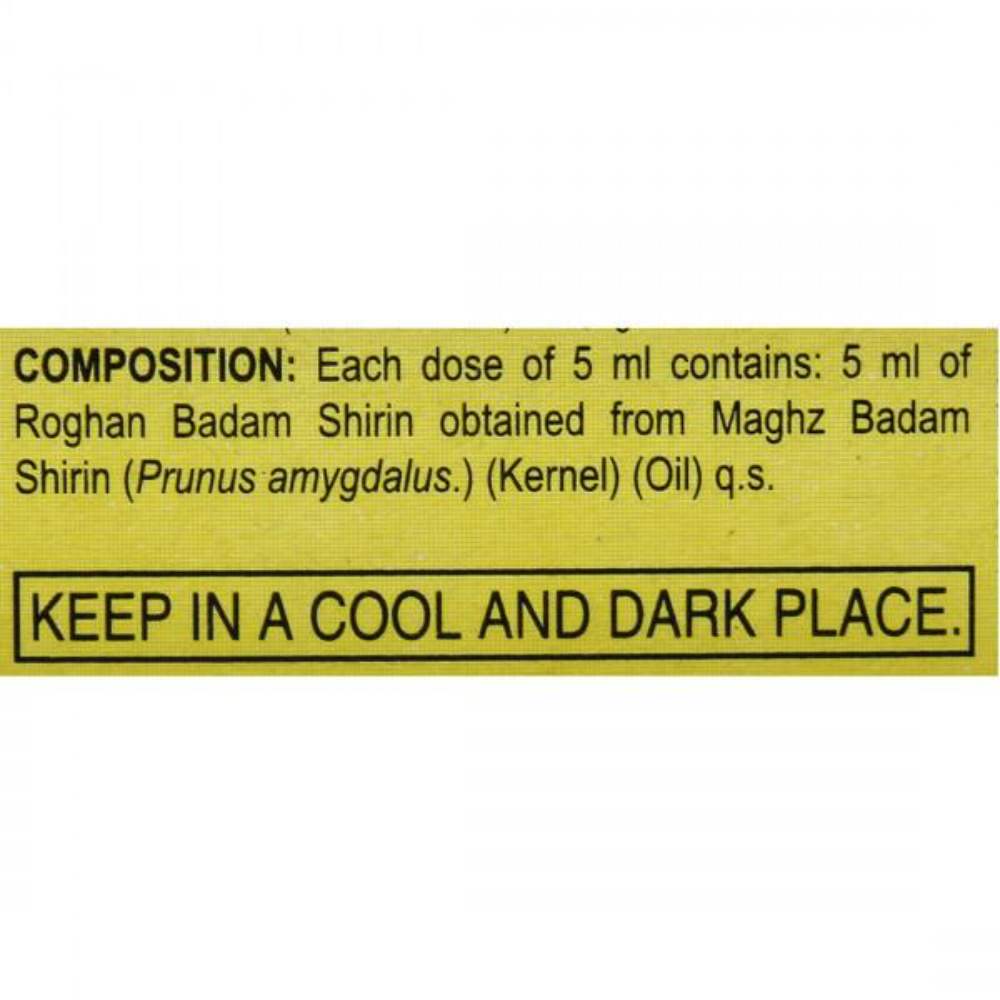 COMPOSITION: Each dose of 5 ml contains: 5 ml of
Roghan Badam Shirin obtained from Maghz Badam
Shirin (Prunus amygdalus.) (Kernel) (Oil) q.s.
KEEP IN A COOL AND DARK PLACE.